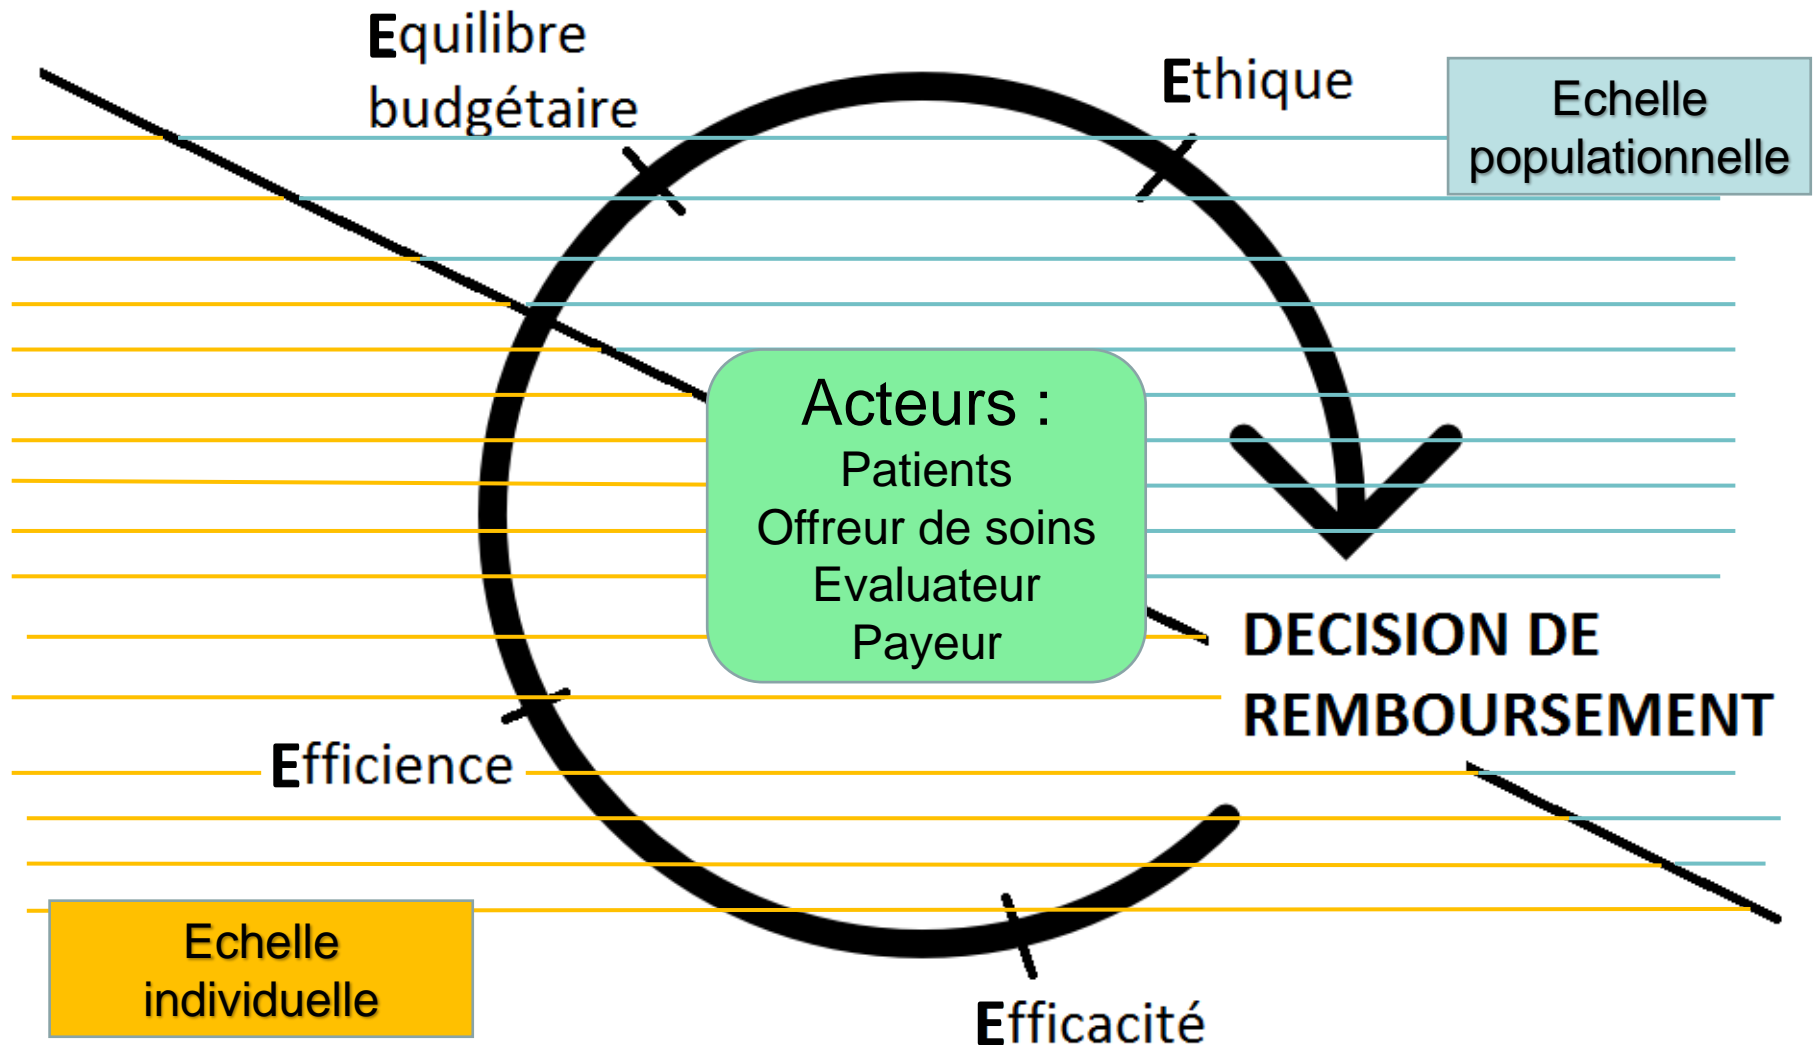 Equilibre
budgétaire
Ethique
Echelle
populationnelle
Acteurs :
Patients
Offreur de soins
Evaluateur
Payeur
DECISION DE
REMBOURSEMENT
Efficience
Echelle
individuelle
Efficacité